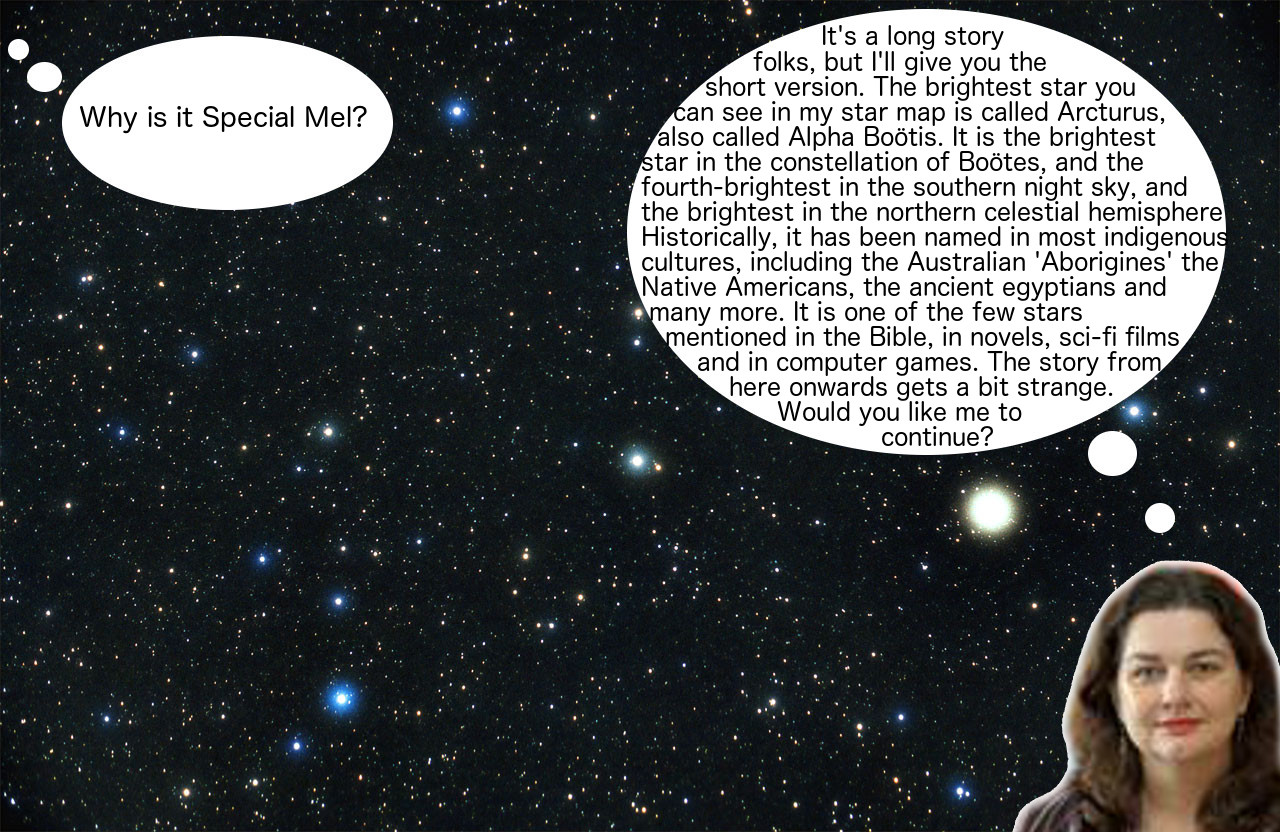 Why is it Special Mel?
It's a long story
folks, but I'll give you the
short version. The brightest star you
can see in my star map is called Arcturus,
also called Alpha Boötis. It is the brightest
star in the constellation of Boötes, and the
fourth-brightest in the southern night sky, and
the brightest in the northern celestial hemisphere
Historically, it has been named in most indigenous
cultures, including the Australian 'Aborigines' the
Native Americans, the ancient egyptians and
many more. It is one of the few stars
mentioned in the Bible, in novels, sci-fi films
and in computer games. The story from
here onwards gets a bit strange.
Would you like me to
continue?